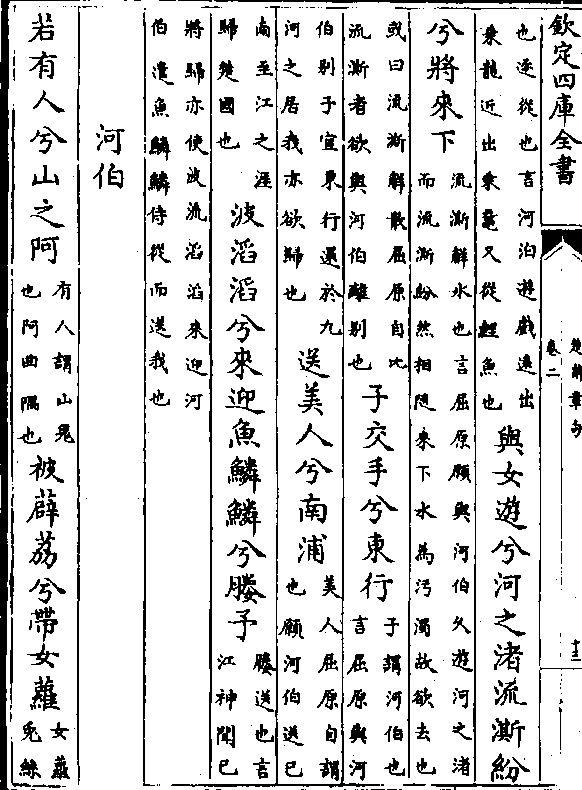 欽定四庫全書
楚辭章句
卷二
十三
也逐從也言河泊遊戲遠出
乘龍近出乘黿又從鯉魚也
與女遊兮河之渚流澌紛
兮將來下
流澌解氷也言屈原願與河伯久遊河之渚
而流澌紛然相隨來下水為污濁故欲去也
或曰流澌解散屈原自比
流澌者欲與河伯離別也
子交手兮東行
子謂河伯也
言屈原與河
伯别子宜東行還於九
河之居我亦欲歸也
送美人兮南浦
美人屈原自謂
也願河伯送已
南至江之涯
歸楚國也
波滔滔兮來迎魚鱗鱗兮媵予
媵送也言
江神聞已
將歸亦使波流滔滔來迎河
伯遣魚鱗鱗侍從而送我也
河伯
若有人兮山之阿
有人謂山鬼
也阿曲隅也
被薜荔兮帶女蘿
女蘿
兎絲